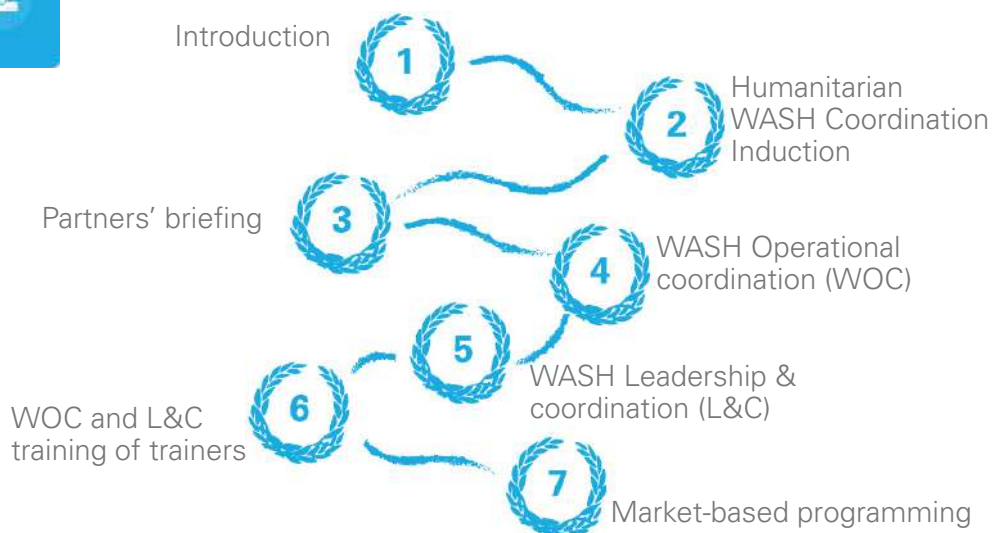 Introduction
1
2
Humanitarian
WASH Coordination
Induction
Partners’ briefing
3
4
WASH Operational
coordination (WOC)
5
WASH Leadership &
coordination (L&C)
WOC and L&C
training of trainers
6
7
Market-based programming